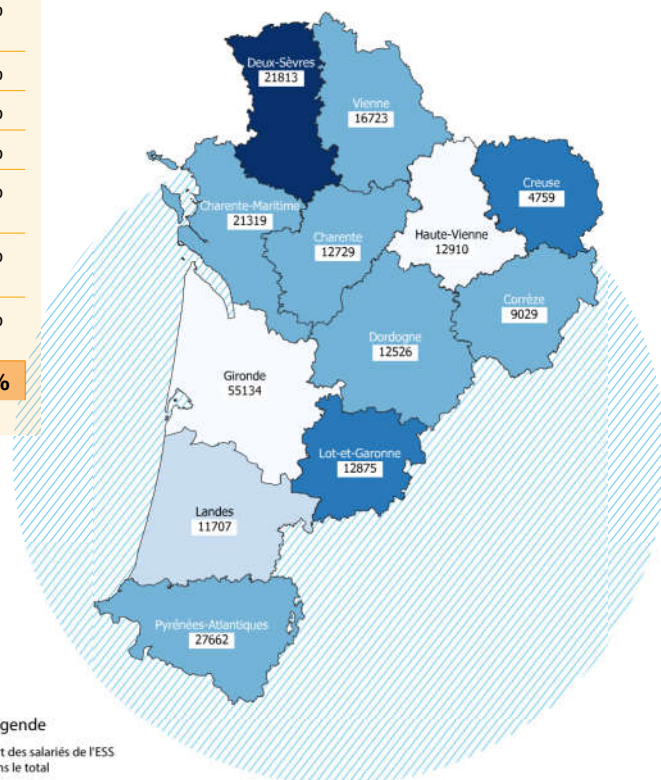 %
Deux-Sèvres
21813
Vienne
16723
Creuse
4759
Charente-Maritime
21319
Charente
12729
Haute-Vienne
12910
Corrèze
9029
Dordogne
12526
Gironde
55134
Lot-et-Garonne
12875
Landes
11707
Pyrénées-Atlantiques
27662
gende
t des salariés de l'ESS
ns le total